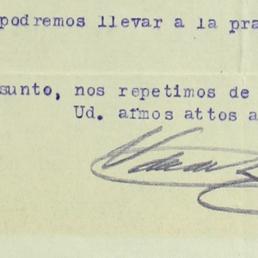 podremos llevar a la pra
sunto, nos repetimos de
Ud. afmos attos a